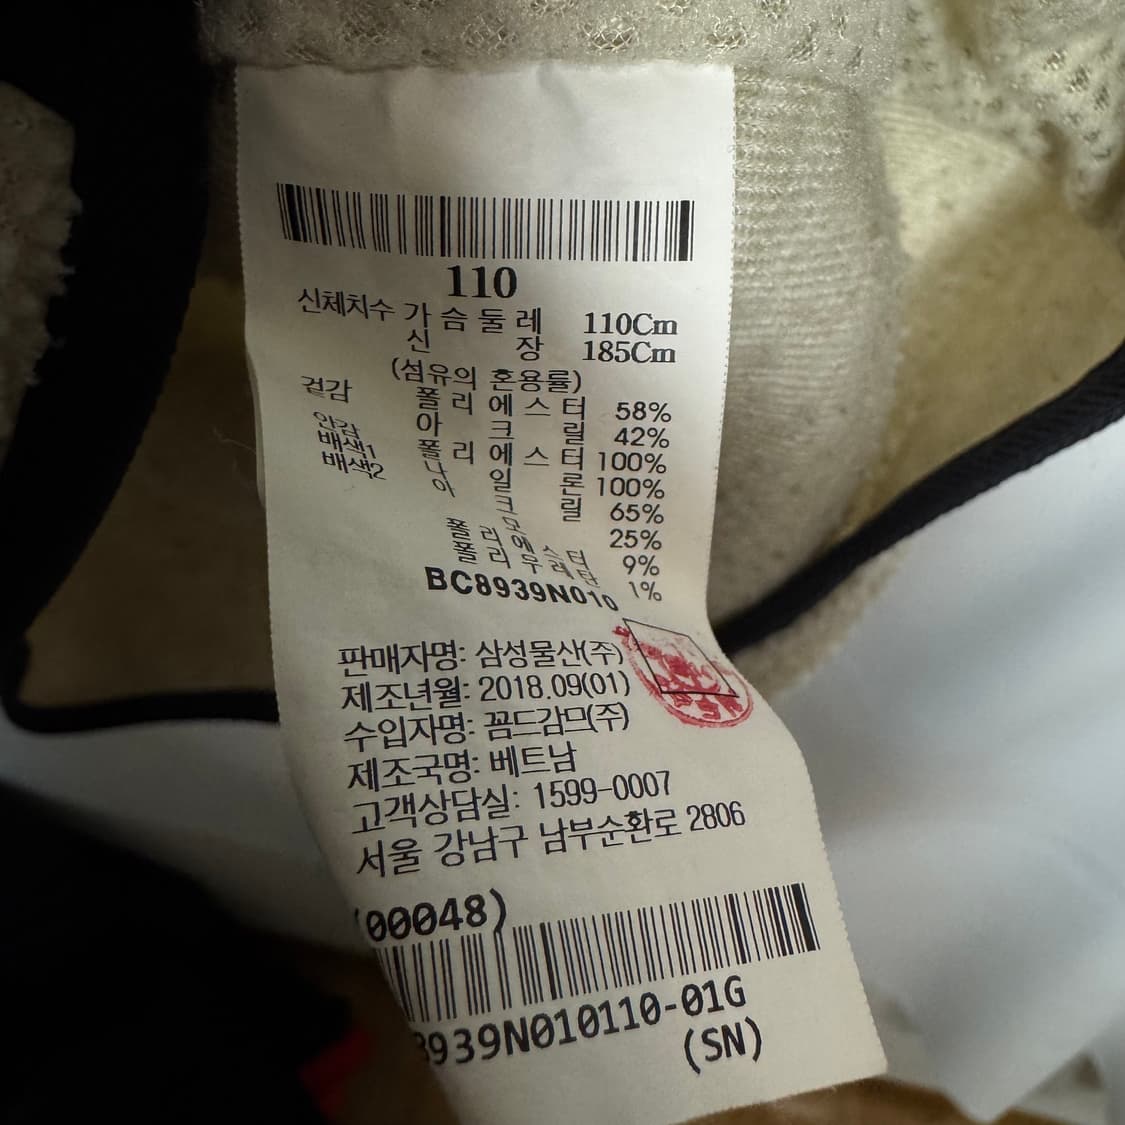 110
신체치수 가슴둘레 110Cm
신장 185Cm
(섬유의 혼용률)
겉감 폴리에스터 58%
아크릴 42%
안감 폴리에스터 100%
배색1 나일론 100%
배색2 릴 65%
25%
폴리에스터 9%
폴리우레탄 1%
BC8939N010
판매자명: 삼성물산(주)
제조년월: 2018.09(01)
수입자명: 꼼드감므(주)
제조국명: 베트남
고객상담실: 1599-0007
서울 강남구 남부순환로 2806
(00048)
8939N010110-01G
(SN)